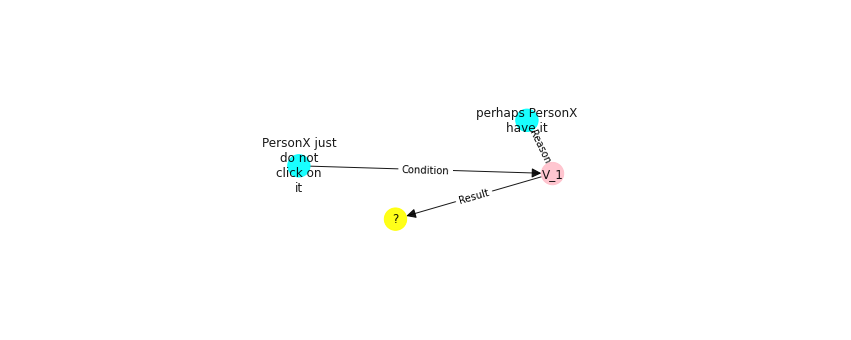 perhaps PersonX
have it
PersonX just
do not
click on
it
Reason
Condition
V_1
Result
?